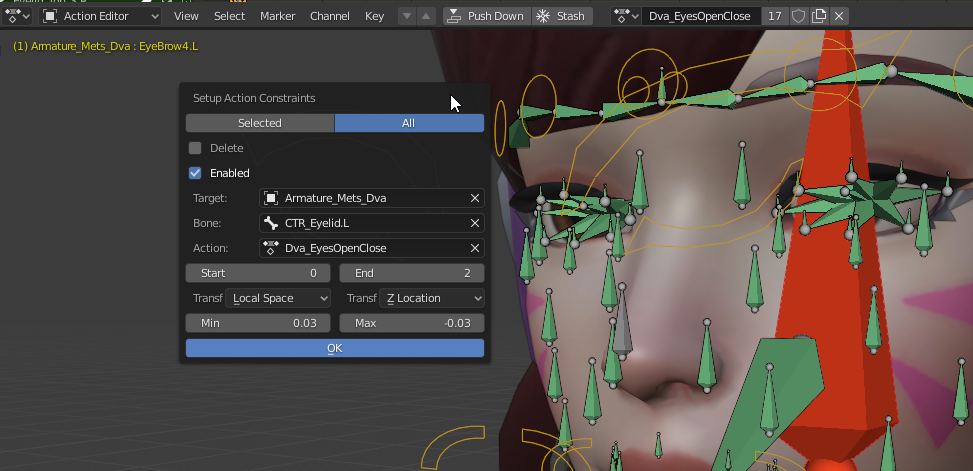 Action Editor View Select Constraint Marker Channel Key Push Down Stash Dva_EyesOpenClose 17
(1) Armature_Mets_Dva : EyeBrow4.L
Setup Action Constraints
Selected All
Delete
Enabled
Target: Armature_Mets_Dva
Bone: CTR_Eyelid.L
Action: Dva_EyesOpenClose
Start 0 End 2
Transf Local Space Transf Z Location
Min 0.03 Max -0.03
OK